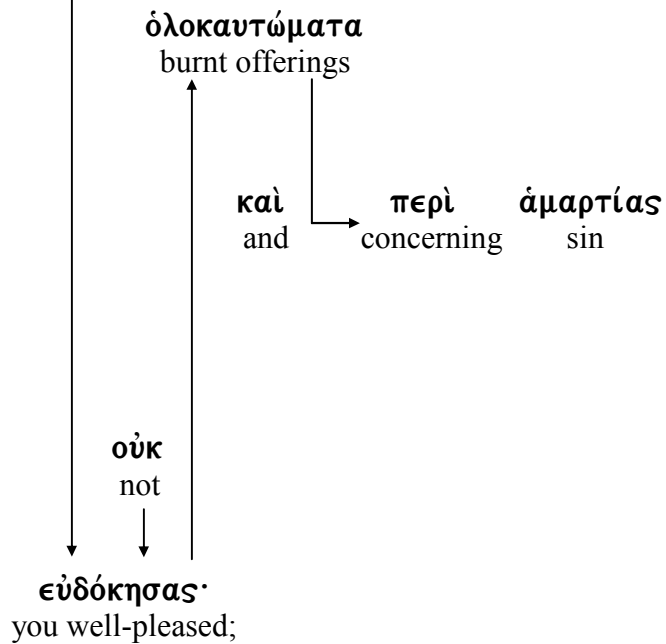 ὁλοκαυτώματα
burnt offerings
καὶ περὶ ἁμαρτίας
and concerning sin
οὐκ
not
εὐδόκησας·
you well-pleased;